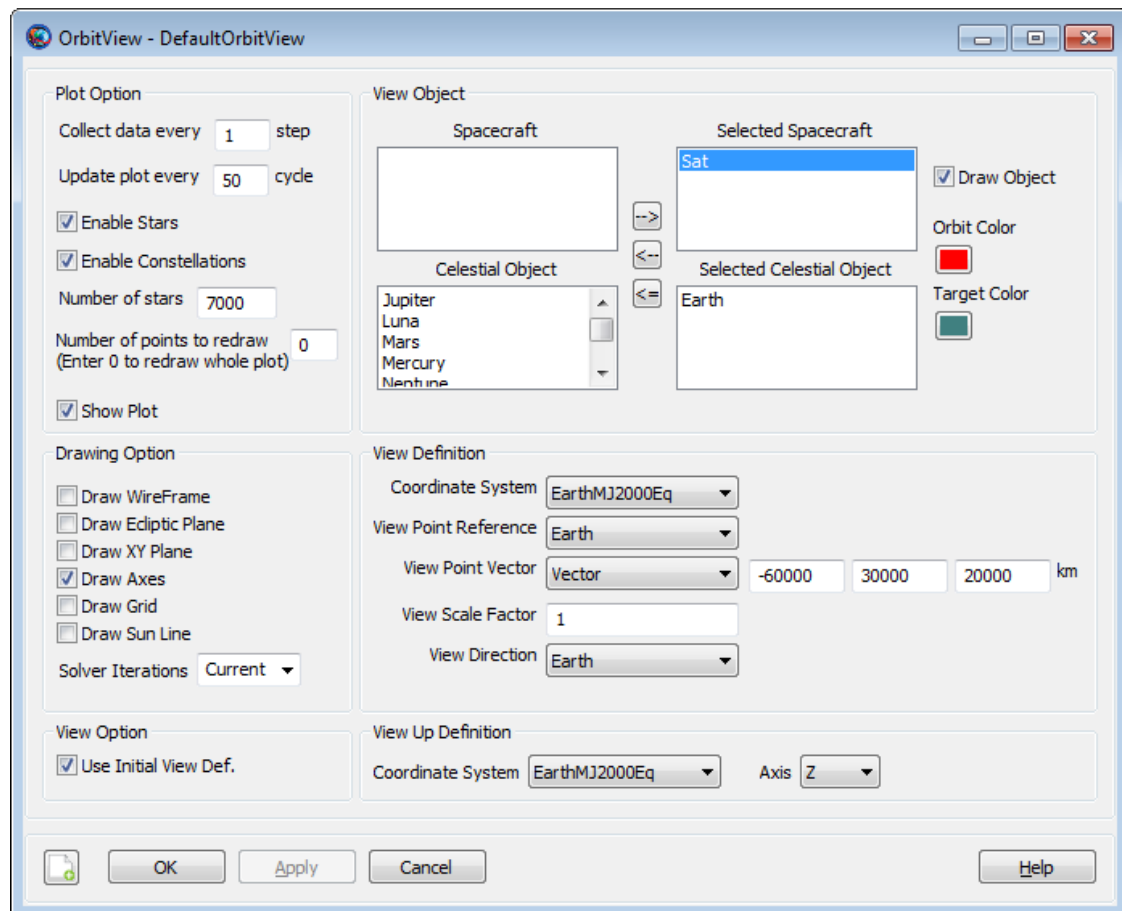 OrbitView - DefaultOrbitView
Plot Option
Collect data every 1 step
Update plot every 50 cycle
Enable Stars
Enable Constellations
Number of stars 7000
Number of points to redraw 0
(Enter 0 to redraw whole plot)
Show Plot
View Object
Spacecraft
Selected Spacecraft
Sat
Draw Object
-->
<--
<=
Orbit Color
Celestial Object
Jupiter
Luna
Mars
Mercury
Neptune
Selected Celestial Object
Earth
Target Color
Drawing Option
Draw WireFrame
Draw Ecliptic Plane
Draw XY Plane
Draw Axes
Draw Grid
Draw Sun Line
Solver Iterations Current
View Definition
Coordinate System EarthMJ2000Eq
View Point Reference Earth
View Point Vector Vector -60000 30000 20000 km
View Scale Factor 1
View Direction Earth
View Option
Use Initial View Def.
View Up Definition
Coordinate System EarthMJ2000Eq Axis Z
OK Apply Cancel Help